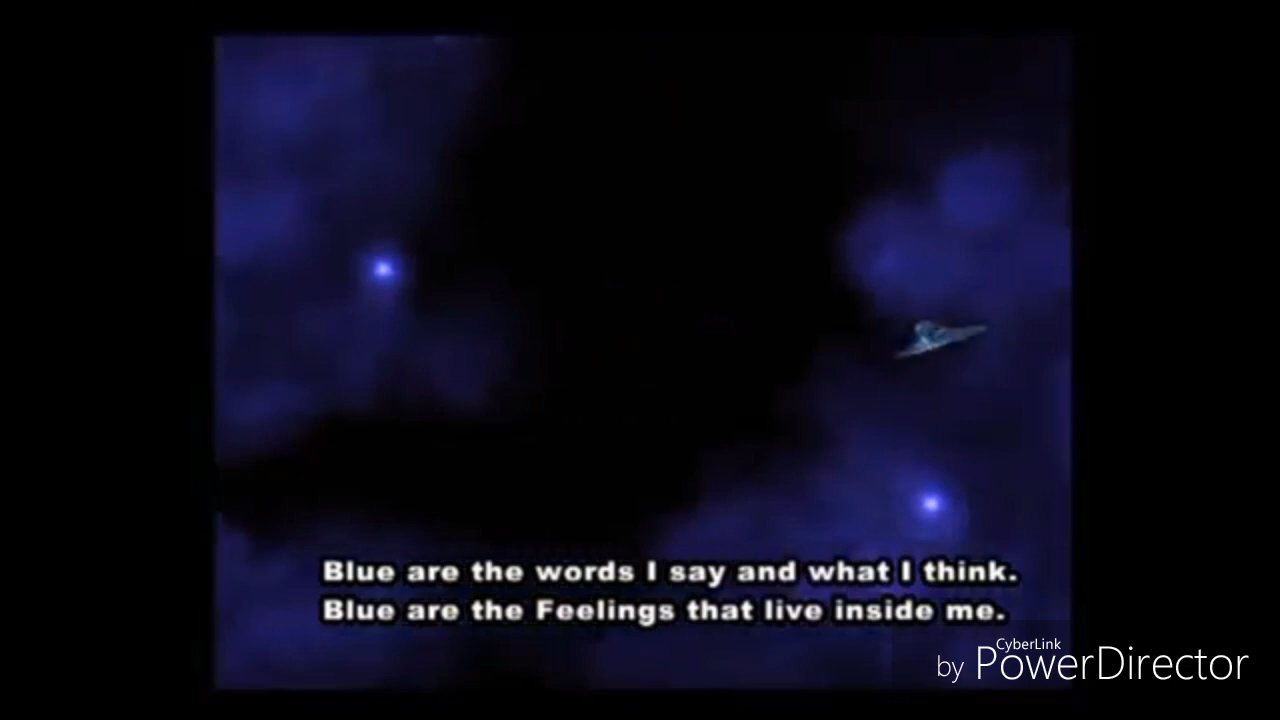 Blue are the words I say and what I think.
Blue are the Feelings that live inside me.
CyberLink
by PowerDirector